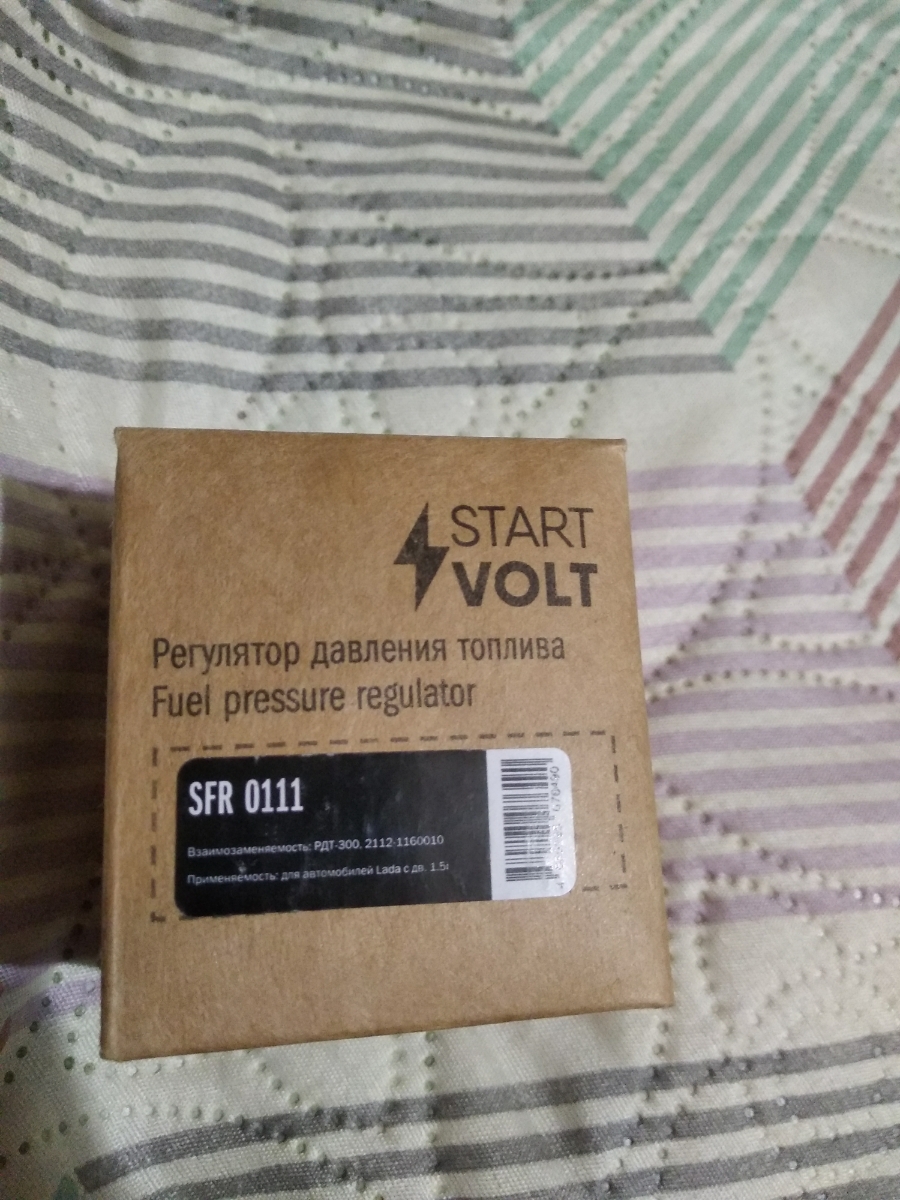 START
VOLT
Регулятор давления топлива
Fuel pressure regulator
SFR 0111
Взаимозаменяемость: РДТ-300, 2112-1160010
Применяемость: для автомобилей Lada с дв. 1.5i